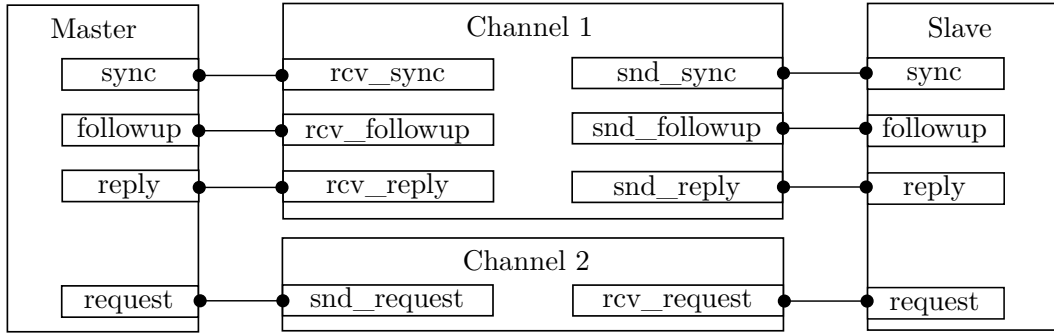 Master
Channel 1
Slave
sync
rcv_sync
snd_sync
sync
followup
rcv_followup
snd_followup
followup
reply
rcv_reply
snd_reply
reply
Channel 2
request
snd_request
rcv_request
request